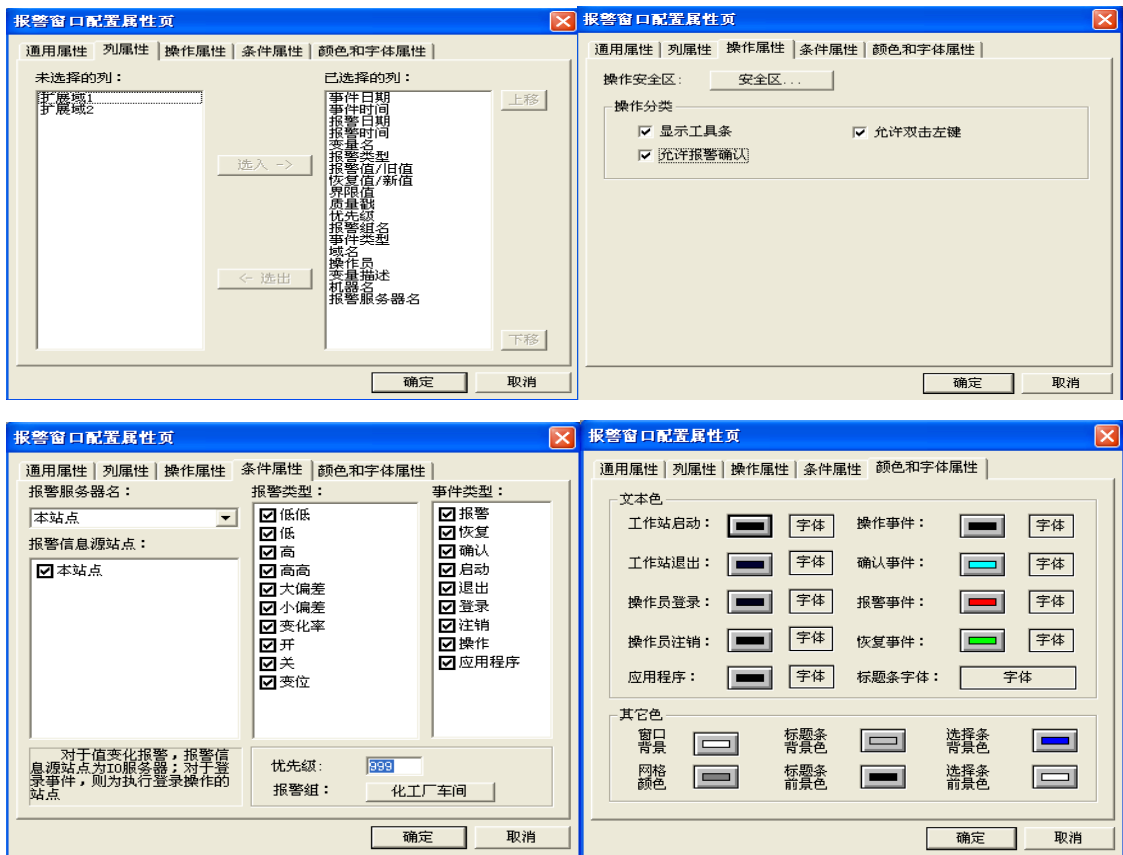 报警窗口配置属性页
通用属性 列属性 操作属性 条件属性 颜色和字体属性
未选择的列：
已选择的列：
扩展域1
扩展域2
选入 ->
<- 选出
事件日期
事件时间
报警日期
报警时间
变量名
报警类型
报警值/旧值
恢复值/新值
界限值
质量戳
优先级
报警组名
事件类型
域名
操作员
变量描述
机器名
报警服务器名
上移
下移
确定 取消
报警窗口配置属性页
通用属性 列属性 操作属性 条件属性 颜色和字体属性
操作安全区： 安全区...
操作分类
显示工具条 允许双击左键
允许报警确认
确定 取消
报警窗口配置属性页
通用属性 列属性 操作属性 条件属性 颜色和字体属性
报警服务器名：
本站点
报警信息源站点：
本站点
报警类型：
低低
低
高
高高
大偏差
小偏差
变化率
开
关
变位
事件类型：
报警
恢复
确认
启动
退出
登录
注销
操作
应用程序
对于值变化报警，报警信
息源站点为IO服务器；对于登
录事件，则为执行登录操作的
站点
优先级： 999
报警组： 化工厂车间
确定 取消
报警窗口配置属性页
通用属性 列属性 操作属性 条件属性 颜色和字体属性
文本色
工作站启动： 字体 操作事件： 字体
工作站退出： 字体 确认事件： 字体
操作员登录： 字体 报警事件： 字体
操作员注销： 字体 恢复事件： 字体
应用程序： 字体 标题条字体： 字体
其它色
窗口
背景
标题条
背景色
选择条
背景色
网格
颜色
标题条
前景色
选择条
前景色
确定 取消